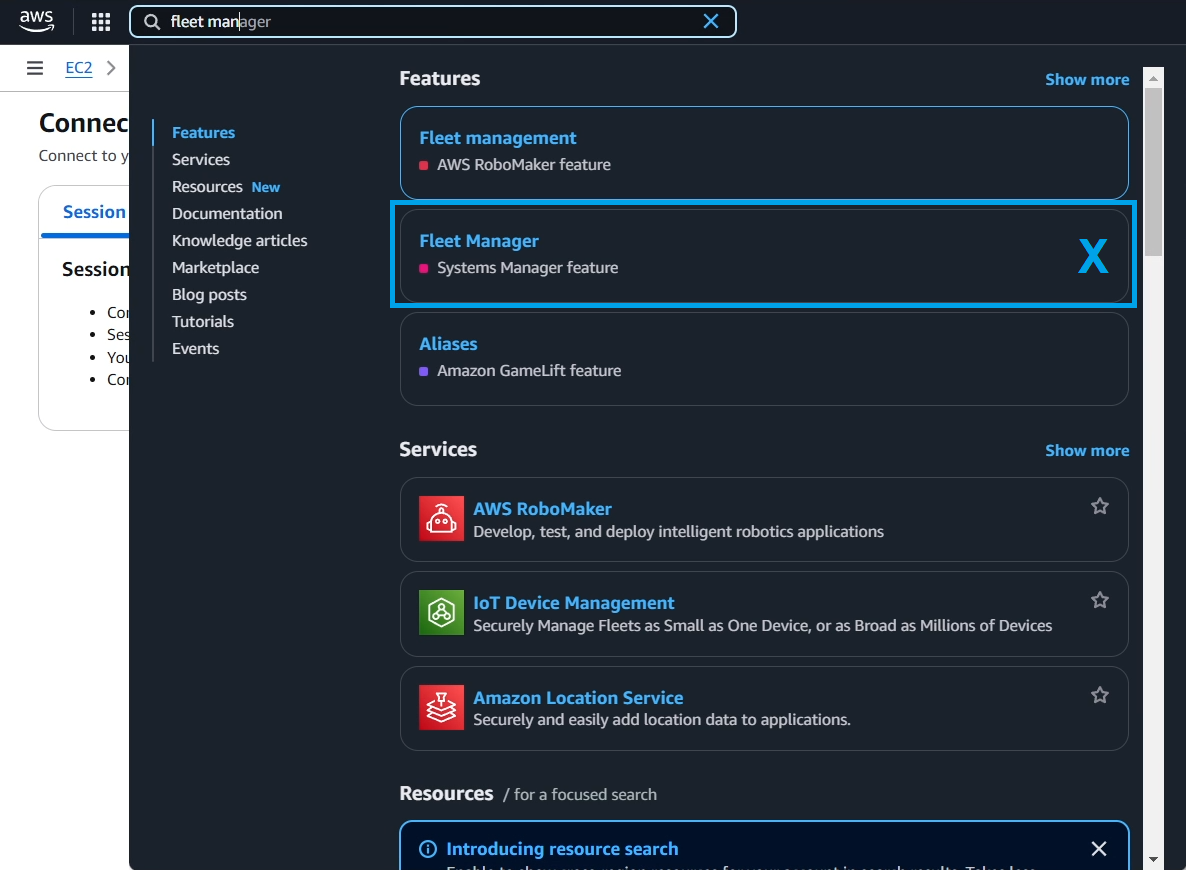 aws
fleet manager
EC2
Connec
Connect to y
Session
Session
Con
Ses
You
Con
Features
Services
Resources New
Documentation
Knowledge articles
Marketplace
Blog posts
Tutorials
Events
Features Show more
Fleet management
AWS RoboMaker feature
Fleet Manager
Systems Manager feature
X
Aliases
Amazon GameLift feature
Services Show more
AWS RoboMaker
Develop, test, and deploy intelligent robotics applications
IoT Device Management
Securely Manage Fleets as Small as One Device, or as Broad as Millions of Devices
Amazon Location Service
Securely and easily add location data to applications.
Resources / for a focused search
Introducing resource search